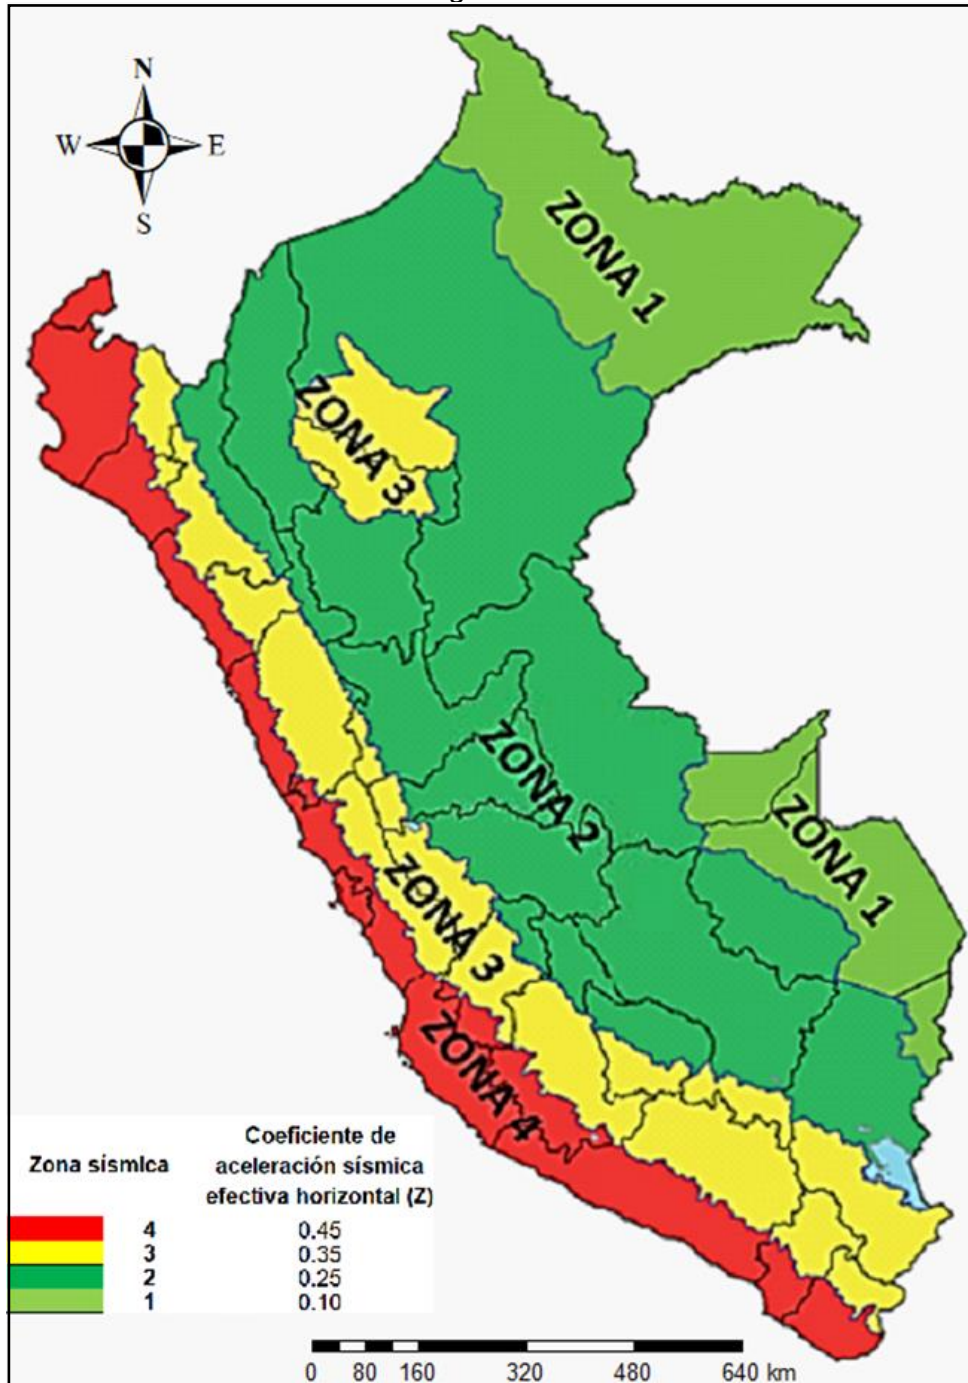 N
W E
S
ZONA 1
ZONA 3
ZONA 2
ZONA 1
ZONA 3
ZONA 4
Zona sísmica
Coeficiente de
aceleración sísmica
efectiva horizontal (Z)
4 0.45
3 0.35
2 0.25
1 0.10
0 80 160 320 480 640 km